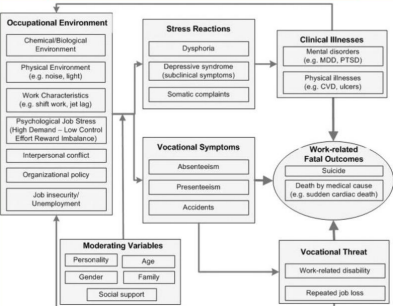 Occupational Environment
Chemical/Biological
Environment
Physical Environment
(e.g. noise, light)
Work Characteristics
(e.g. shift work, jet lag)
Psychological Job Stress
(High Demand – Low Control
Effort Reward Imbalance)
Interpersonal conflict
Organizational policy
Job insecurity/
Unemployment
Stress Reactions
Dysphoria
Depressive syndrome
(subclinical symptoms)
Somatic complaints
Clinical Illnesses
Mental disorders
(e.g. MDD, PTSD)
Physical illnesses
(e.g. CVD, ulcers)
Vocational Symptoms
Absenteeism
Presenteeism
Accidents
Work-related
Fatal Outcomes
Suicide
Death by medical cause
(e.g. sudden cardiac death)
Moderating Variables
Personality
Age
Gender
Family
Social support
Vocational Threat
Work-related disability
Repeated job loss